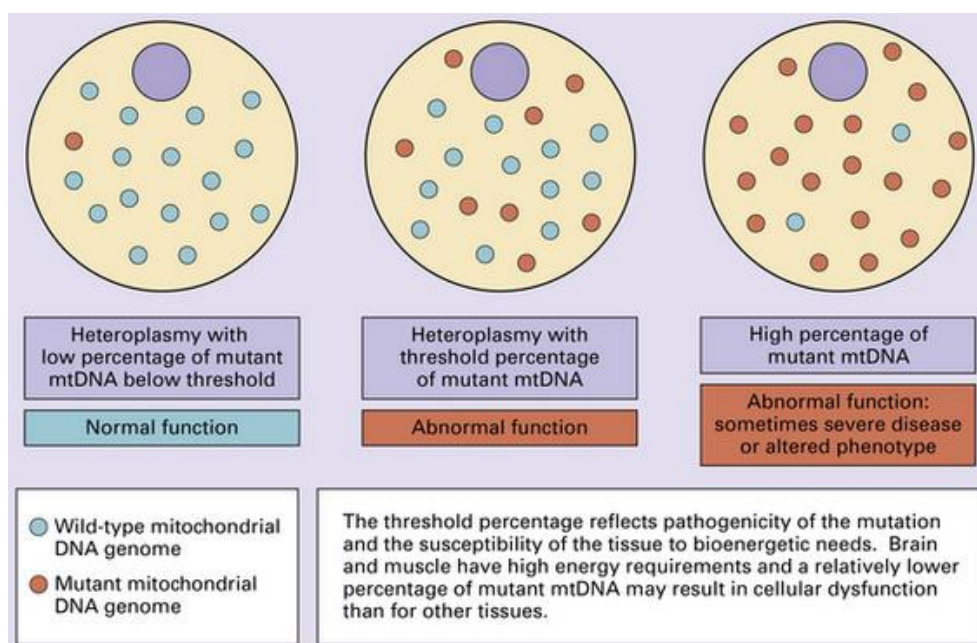 Heteroplasmy with
low percentage of mutant
mtDNA below threshold
Normal function
Heteroplasmy with
threshold percentage
of mutant mtDNA
Abnormal function
High percentage of
mutant mtDNA
Abnormal function:
sometimes severe disease
or altered phenotype
Wild-type mitochondrial
DNA genome
Mutant mitochondrial
DNA genome
The threshold percentage reflects pathogenicity of the mutation
and the susceptibility of the tissue to bioenergetic needs. Brain
and muscle have high energy requirements and a relatively lower
percentage of mutant mtDNA may result in cellular dysfunction
than for other tissues.